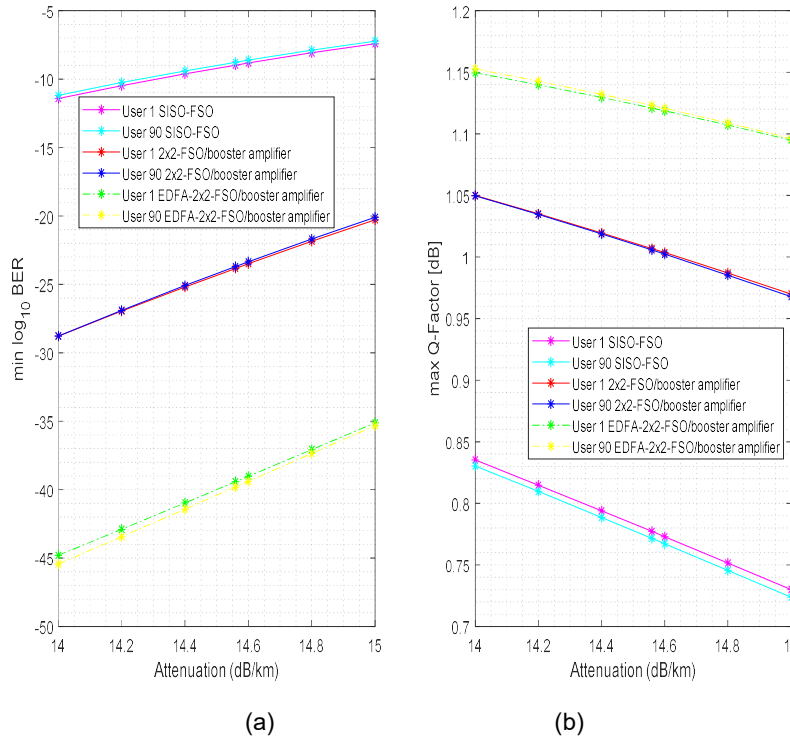 -5
-10
-15
-20
-25
-30
-35
-40
-45
-50
min log10 BER
User 1 SISO-FSO
User 90 SISO-FSO
User 1 2x2-FSO/booster amplifier
User 90 2x2-FSO/booster amplifier
User 1 EDFA-2x2-FSO/booster amplifier
User 90 EDFA-2x2-FSO/booster amplifier
14 14.2 14.4 14.6 14.8 15
Attenuation (dB/km)
(a)
1.2
1.15
1.1
1.05
1
0.95
0.9
0.85
0.8
0.75
0.7
max Q-Factor [dB]
User 1 SISO-FSO
User 90 SISO-FSO
User 1 2x2-FSO/booster amplifier
User 90 2x2-FSO/booster amplifier
User 1 EDFA-2x2-FSO/booster amplifier
User 90 EDFA-2x2-FSO/booster amplifier
14 14.2 14.4 14.6 14.8
Attenuation (dB/km)
(b)